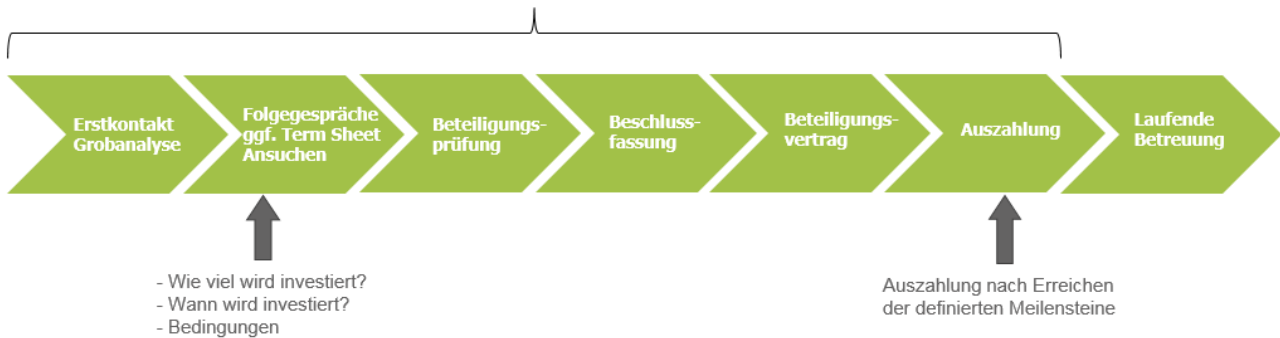 Erstkontakt
Grobanalyse
Folgegespräche
ggf. Term Sheet
Ansuchen
Beteiligungs-
prüfung
Beschluss-
fassung
Beteiligungs-
vertrag
Auszahlung
Laufende
Betreuung
- Wie viel wird investiert?
- Wann wird investiert?
- Bedingungen
Auszahlung nach Erreichen
der definierten Meilensteine